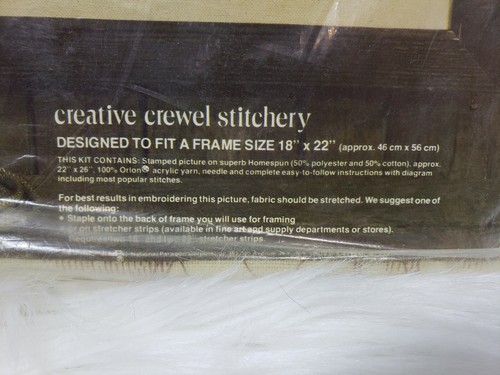 creative crewel stitchery
DESIGNED TO FIT A FRAME SIZE 18" x 22" (approx. 46 cm x 56 cm)
THIS KIT CONTAINS: Stamped picture on superb Homespun (50% polyester and 50% cotton), approx.
22" x 26", 100% Orlon® acrylic yarn, needle and complete easy-to-follow instructions with diagram
including most popular stitches.
For best results in embroidering this picture, fabric should be stretched. We suggest one of
the following:
• Staple onto the back of frame you will use for framing
or on stretcher strips (available in fine art and supply departments or stores).
stretcher strips.